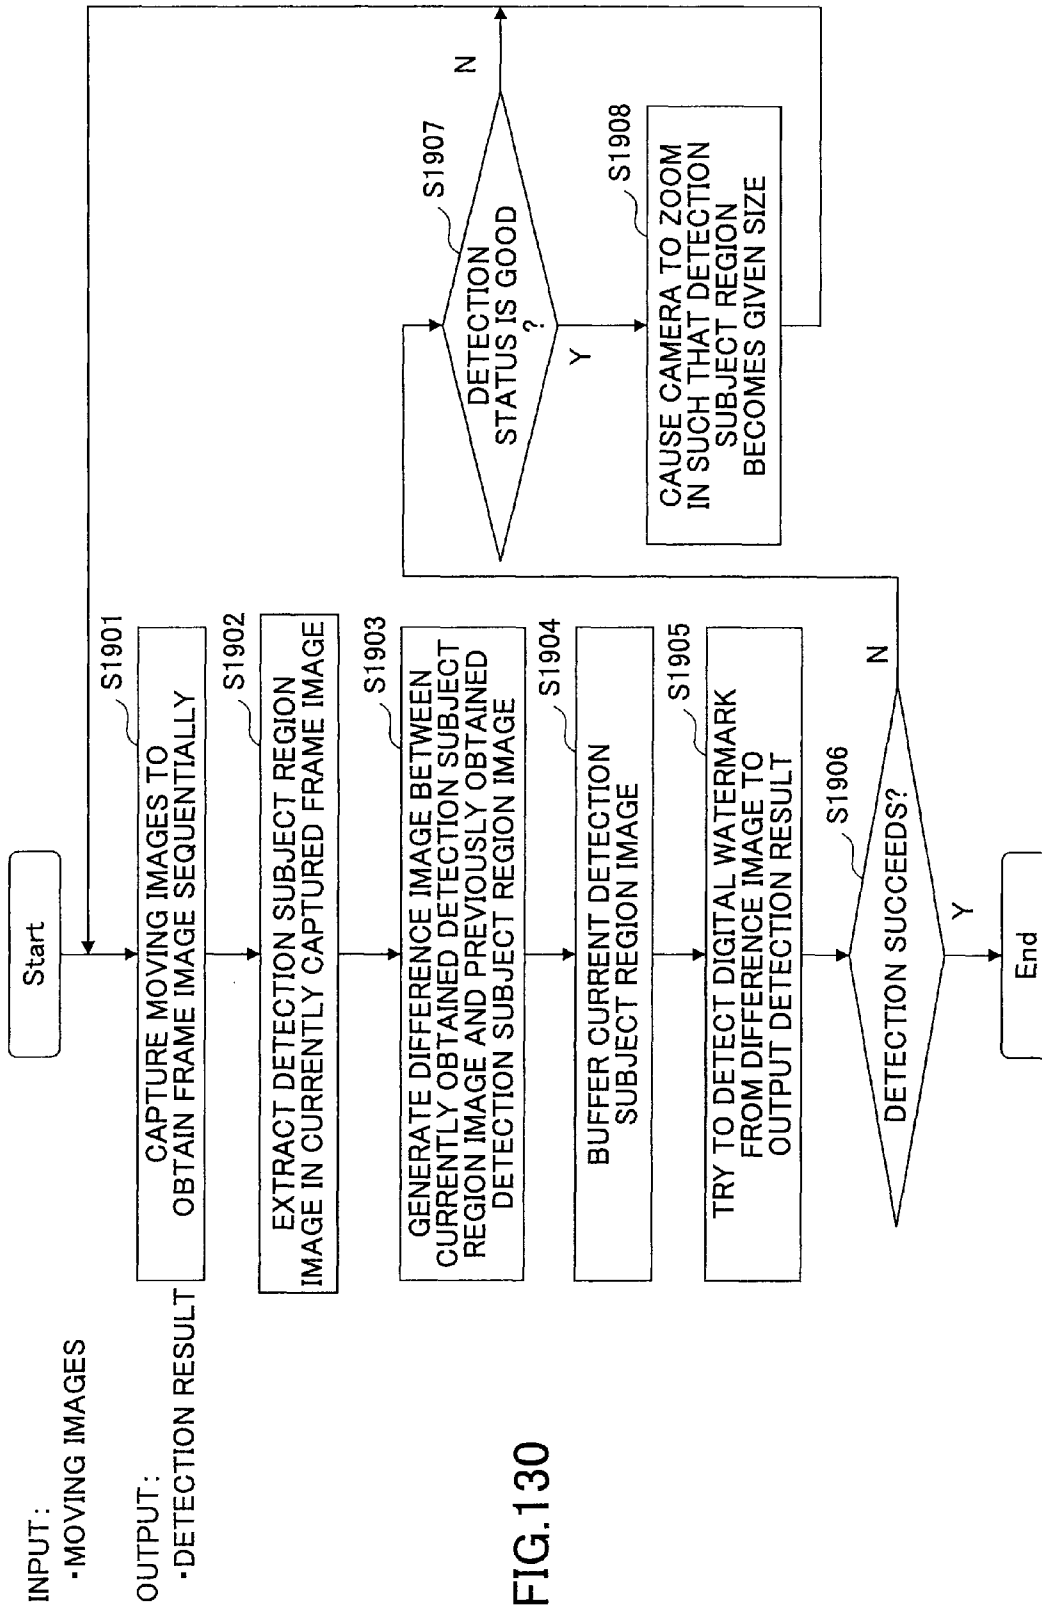 INPUT:
・MOVING IMAGES
OUTPUT:
・DETECTION RESULT
FIG.130
Start
S1901
CAPTURE MOVING IMAGES TO
OBTAIN FRAME IMAGE SEQUENTIALLY
S1902
EXTRACT DETECTION SUBJECT REGION
IMAGE IN CURRENTLY CAPTURED FRAME IMAGE
S1903
GENERATE DIFFERENCE IMAGE BETWEEN
CURRENTLY OBTAINED DETECTION SUBJECT
REGION IMAGE AND PREVIOUSLY OBTAINED
DETECTION SUBJECT REGION IMAGE
S1904
BUFFER CURRENT DETECTION
SUBJECT REGION IMAGE
S1905
TRY TO DETECT DIGITAL WATERMARK
FROM DIFFERENCE IMAGE TO
OUTPUT DETECTION RESULT
S1906
DETECTION SUCCEEDS?
N
Y
End
S1907
DETECTION
STATUS IS GOOD
?
N
Y
S1908
CAUSE CAMERA TO ZOOM
IN SUCH THAT DETECTION
SUBJECT REGION
BECOMES GIVEN SIZE